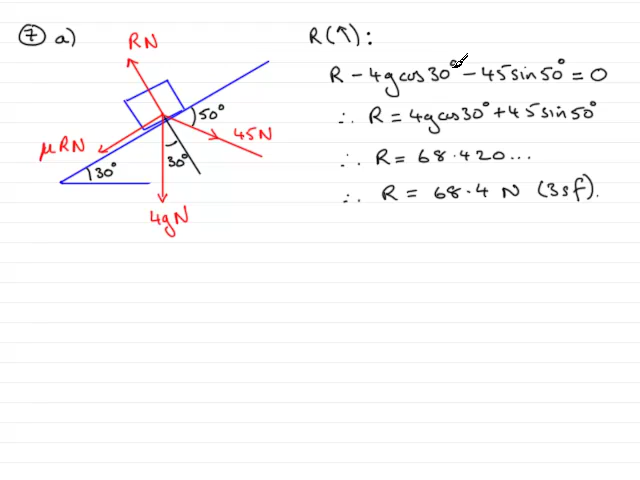 7 a)
RN
50°
45N
μRN
30°
30°
4gN
R(↑):
R - 4gcos30° - 45sin50° = 0
∴ R = 4gcos30° + 45sin50°
∴ R = 68.420...
∴ R = 68.4 N (3sf).